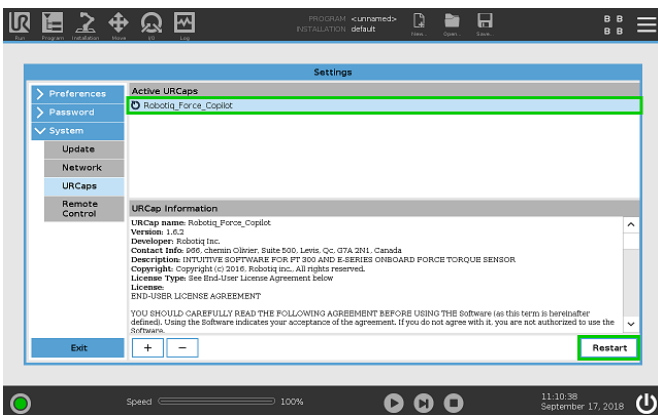 PROGRAM <unnamed>
INSTALLATION default
Run
Program
Installation
Move
I/O
Log
New...
Open...
Save...
B B
B B
Settings
Preferences
Password
System
Update
Network
URCaps
Remote
Control
Exit
Active URCaps
Robotiq_Force_Copilot
URCap Information
URCap name: Robotiq_Force_Copilot
Version: 1.6.2
Developer: Robotiq Inc.
Contact Info: 966, chemin Olivier, Suite 500, Levis, Qc, G7A 2N1, Canada
Description: INTUITIVE SOFTWARE FOR FT 300 AND E-SERIES ONBOARD FORCE TORQUE SENSOR
Copyright: Copyright (c) 2016. Robotiq inc., All rights reserved.
License Type: See End-User License Agreement below
License:
END-USER LICENSE AGREEMENT
YOU SHOULD CAREFULLY READ THE FOLLOWING AGREEMENT BEFORE USING THE Software (as this term is hereinafter
defined). Using the Software indicates your acceptance of the agreement. If you do not agree with it, you are not authorized to use the
Software.
+
−
Restart
Speed
100%
11:10:38
September 17, 2018